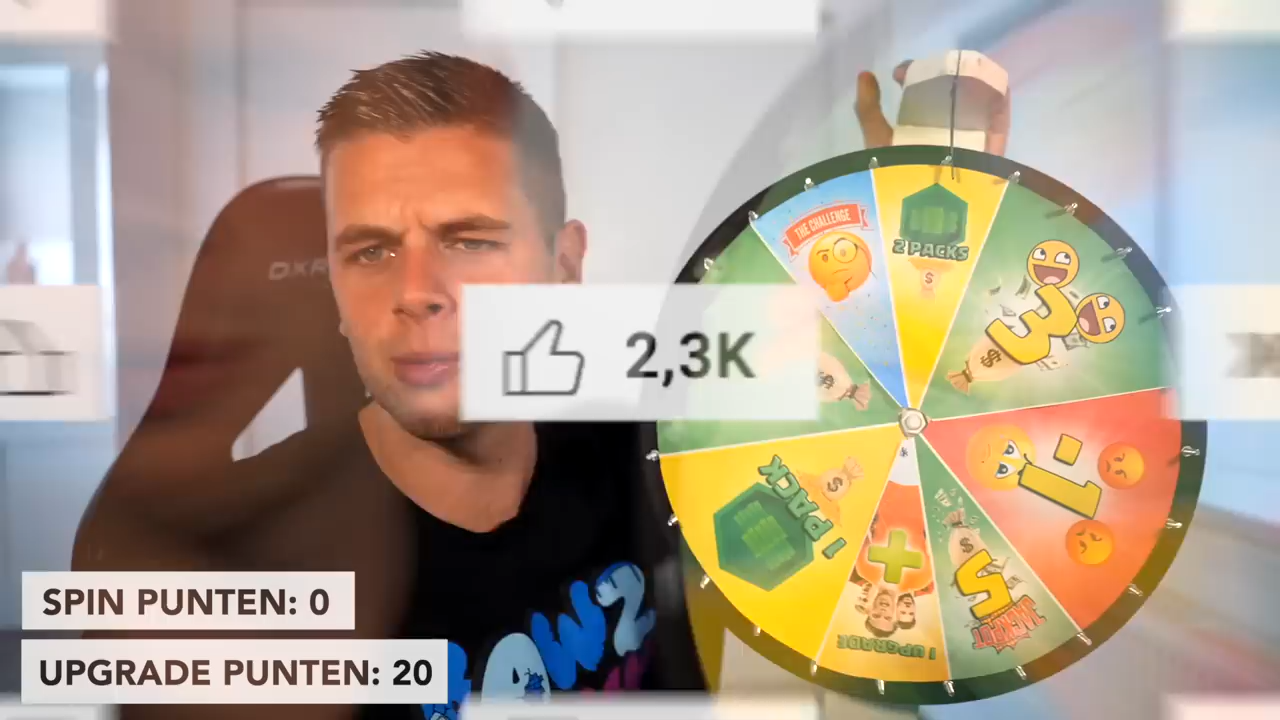 THE CHALLENGE
2 PACKS
$
3
$
DXR
2,3K
$
-1
1 PACK
$
$
5
JACKPOT
1 UPGRADE
SPIN PUNTEN: 0
UPGRADE PUNTEN: 20